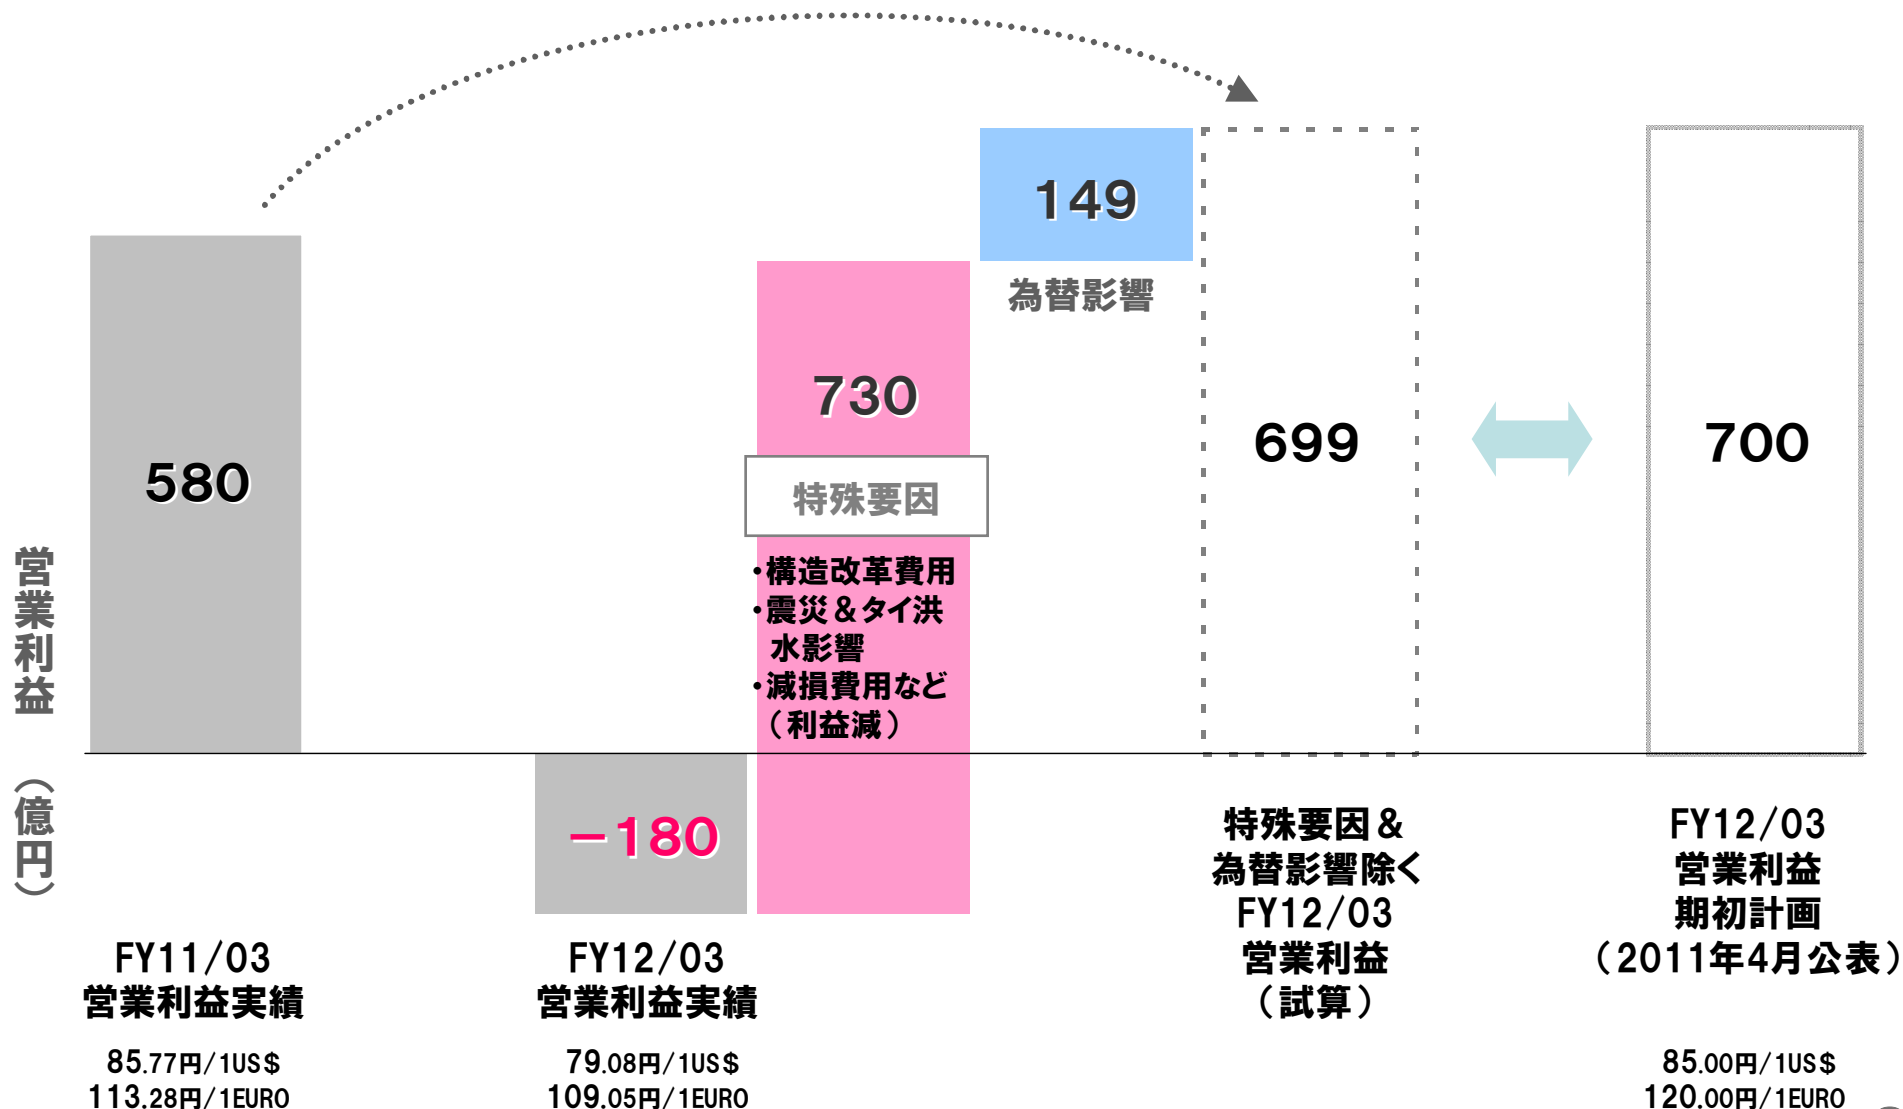 149
為替影響
730
特殊要因
・構造改革費用
・震災＆タイ洪
水影響
・減損費用など
（利益減）
580
699
700
営業利益（億円）
－180
FY11/03
営業利益実績
85.77円/1US$
113.28円/1EURO
FY12/03
営業利益実績
79.08円/1US$
109.05円/1EURO
特殊要因＆
為替影響除く
FY12/03
営業利益
（試算）
FY12/03
営業利益
期初計画
（2011年4月公表）
85.00円/1US$
120.00円/1EURO